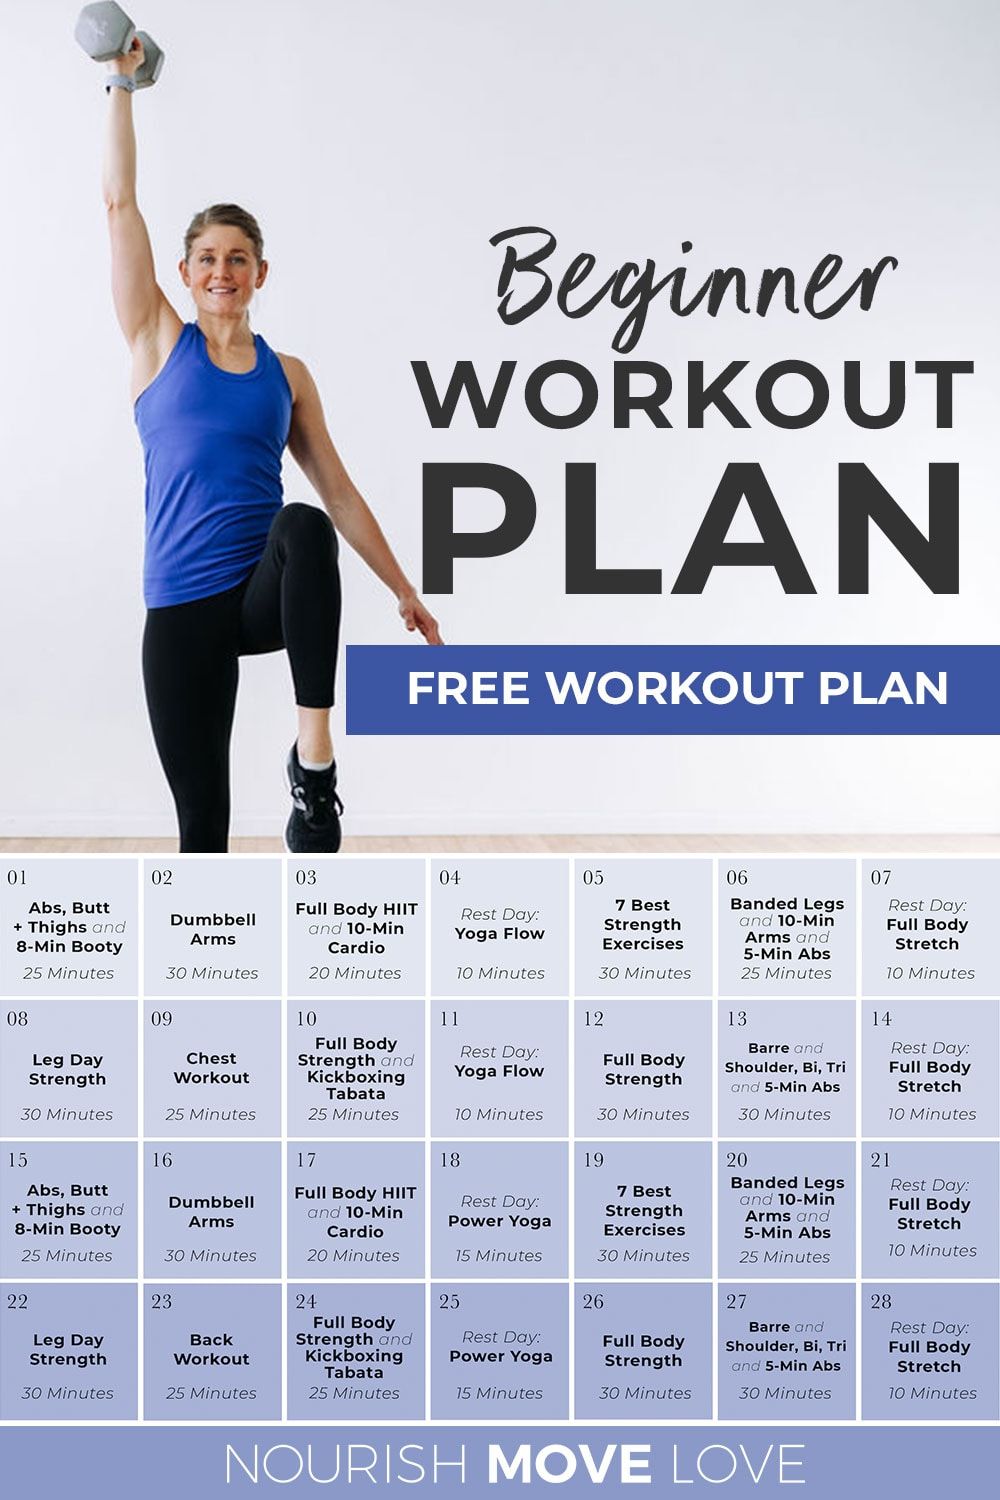 Beginner
WORKOUT
PLAN
FREE WORKOUT PLAN
01
Abs, Butt
+ Thighs and
8-Min Booty
25 Minutes
02
Dumbbell
Arms
30 Minutes
03
Full Body HIIT
and 10-Min
Cardio
20 Minutes
04
Rest Day:
Yoga Flow
10 Minutes
05
7 Best
Strength
Exercises
30 Minutes
06
Banded Legs
and 10-Min
Arms and
5-Min Abs
25 Minutes
07
Rest Day:
Full Body
Stretch
10 Minutes
08
Leg Day
Strength
30 Minutes
09
Chest
Workout
25 Minutes
10
Full Body
Strength and
Kickboxing
Tabata
25 Minutes
11
Rest Day:
Yoga Flow
10 Minutes
12
Full Body
Strength
30 Minutes
13
Barre and
Shoulder, Bi, Tri
and 5-Min Abs
30 Minutes
14
Rest Day:
Full Body
Stretch
10 Minutes
15
Abs, Butt
+ Thighs and
8-Min Booty
25 Minutes
16
Dumbbell
Arms
30 Minutes
17
Full Body HIIT
and 10-Min
Cardio
20 Minutes
18
Rest Day:
Power Yoga
15 Minutes
19
7 Best
Strength
Exercises
30 Minutes
20
Banded Legs
and 10-Min
Arms and
5-Min Abs
25 Minutes
21
Rest Day:
Full Body
Stretch
10 Minutes
22
Leg Day
Strength
30 Minutes
23
Back
Workout
25 Minutes
24
Full Body
Strength and
Kickboxing
Tabata
25 Minutes
25
Rest Day:
Power Yoga
15 Minutes
26
Full Body
Strength
30 Minutes
27
Barre and
Shoulder, Bi, Tri
and 5-Min Abs
30 Minutes
28
Rest Day:
Full Body
Stretch
10 Minutes
NOURISH MOVE LOVE